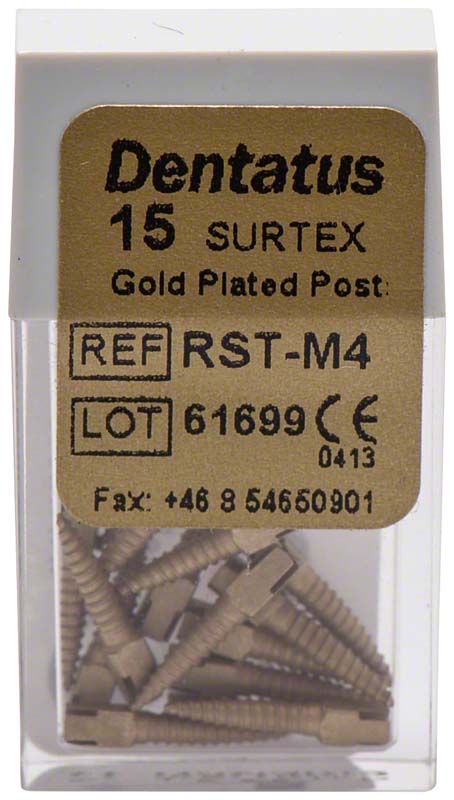 Dentatus
15 SURTEX
Gold Plated Post
REF RST-M4
LOT 61699 CE
0413
Fax: +46 8 54650901